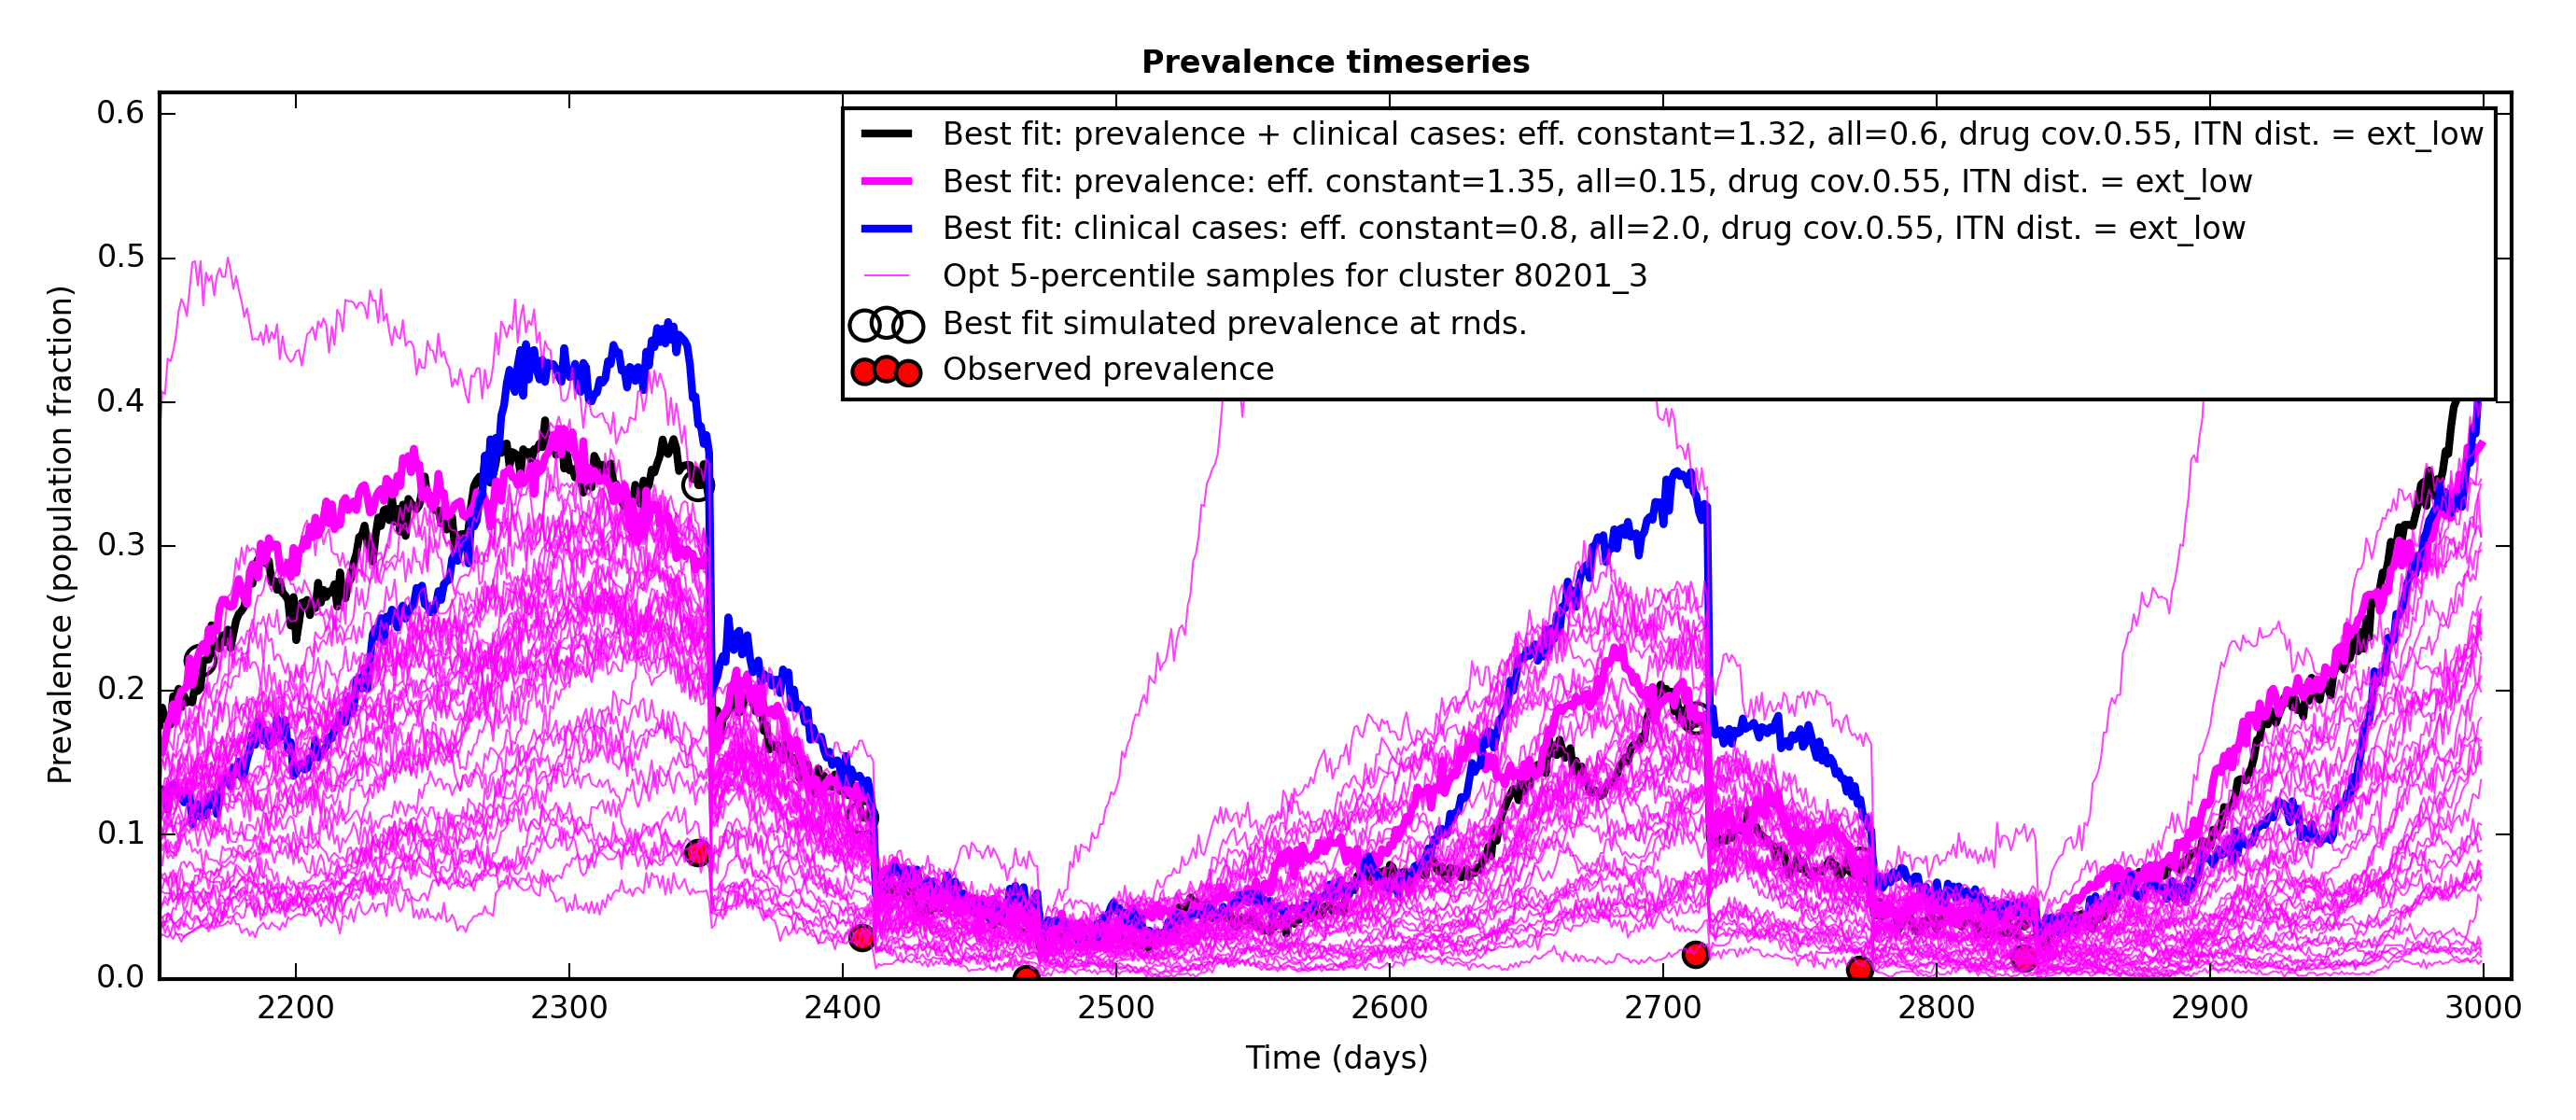 Prevalence timeseries
0.6
0.5
0.4
0.3
0.2
0.1
0.0
Prevalence (population fraction)
Best fit: prevalence + clinical cases: eff. constant=1.32, all=0.6, drug cov.0.55, ITN dist. = ext_low
Best fit: prevalence: eff. constant=1.35, all=0.15, drug cov.0.55, ITN dist. = ext_low
Best fit: clinical cases: eff. constant=0.8, all=2.0, drug cov.0.55, ITN dist. = ext_low
Opt 5-percentile samples for cluster 80201_3
Best fit simulated prevalence at rnds.
Observed prevalence
2200 2300 2400 2500 2600 2700 2800 2900 3000
Time (days)